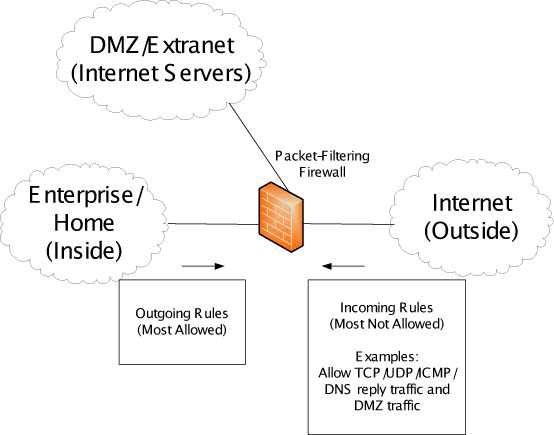 DMZ/Extranet
(Internet Servers)
Packet-Filtering
Firewall
Enterprise/
Home
(Inside)
Internet
(Outside)
Outgoing Rules
(Most Allowed)
Incoming Rules
(Most Not Allowed)
Examples:
Allow TCP/UDP/ICMP/
DNS reply traffic and
DMZ traffic